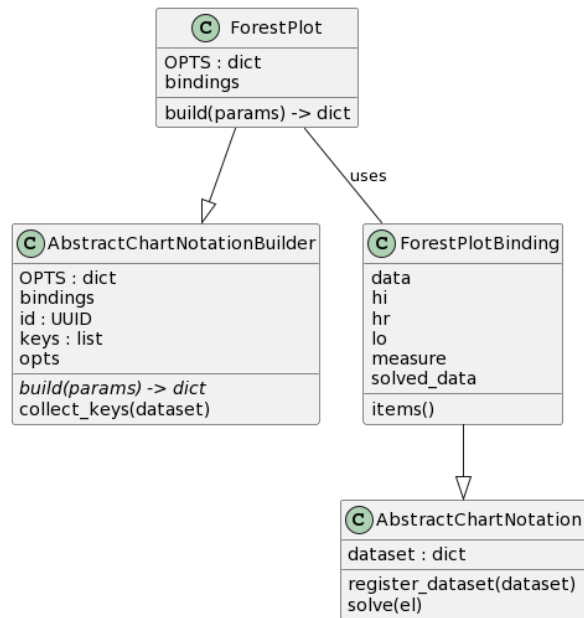 C ForestPlot
OPTS : dict
bindings
build(params) -> dict
uses
C AbstractChartNotationBuilder
OPTS : dict
bindings
id : UUID
keys : list
opts
build(params) -> dict
collect_keys(dataset)
C ForestPlotBinding
data
hi
hr
lo
measure
solved_data
items()
C AbstractChartNotation
dataset : dict
register_dataset(dataset)
solve(el)